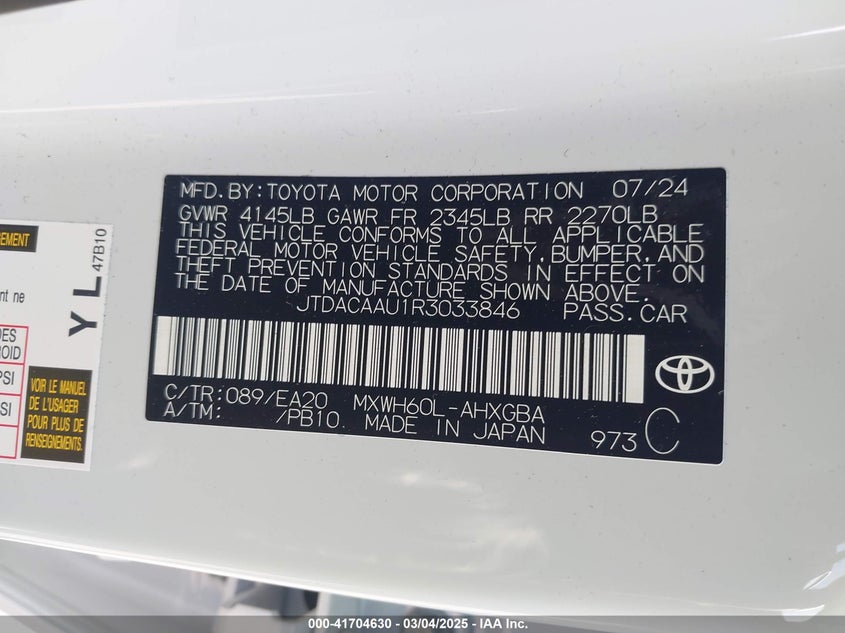 MFD.BY:TOYOTA MOTOR CORPORATION 07/24
GVWR 4145LB GAWR FR 2345LB RR 2270LB
THIS VEHICLE CONFORMS TO ALL APPLICABLE
FEDERAL MOTOR VEHICLE SAFETY,BUMPER,AND
THEFT PREVENTION STANDARDS IN EFFECT ON
THE DATE OF MANUFACTURE SHOWN ABOVE.
JTDACAAU1R3033846 PASS.CAR
C/TR:089/EA20 MXWH60L-AHXGBA
A/TM: /PB10 MADE IN JAPAN 973 C
YL 47B10
VOIR LE MANUEL
DE L'USAGER
POUR PLUS DE
RENSEIGNEMENTS.
000-41704630 - 03/04/2025 - IAAI.COM